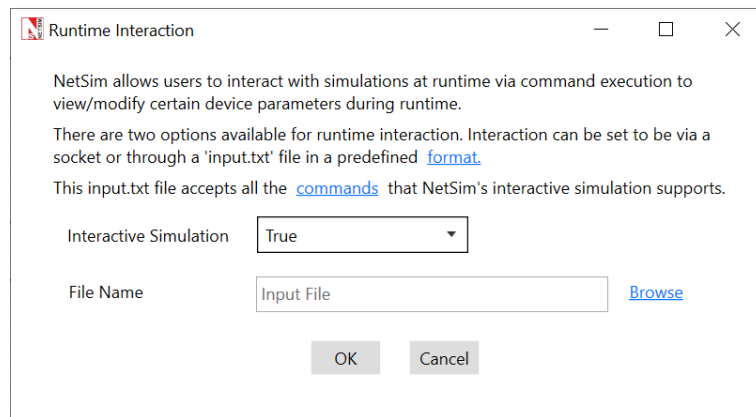 NETSIM Runtime Interaction
NetSim allows users to interact with simulations at runtime via command execution to
view/modify certain device parameters during runtime.
There are two options available for runtime interaction. Interaction can be set to be via a
socket or through a 'input.txt' file in a predefined format.
This input.txt file accepts all the commands that NetSim's interactive simulation supports.
Interactive Simulation True
File Name Input File Browse
OK Cancel